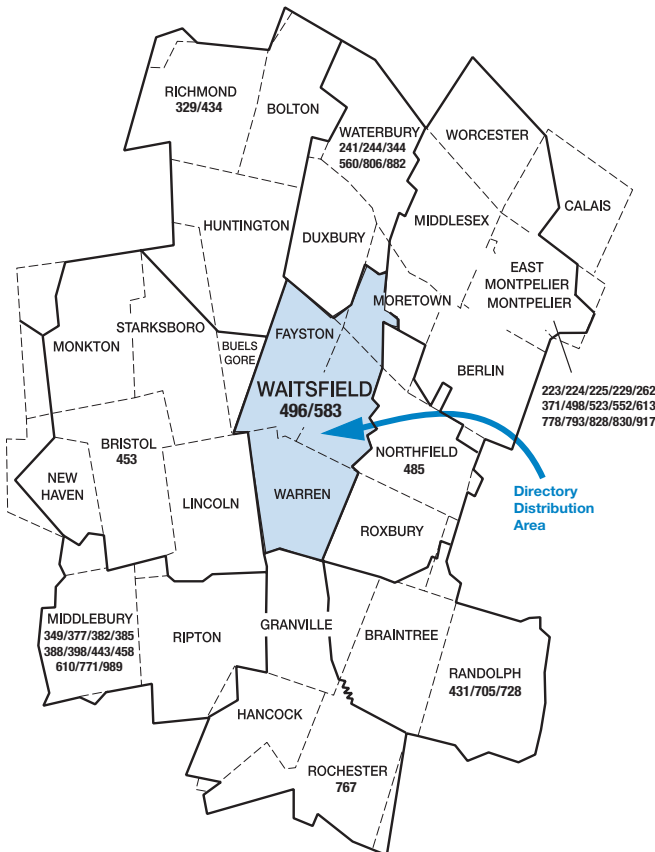 RICHMOND
329/434
BOLTON
WATERBURY
241/244/344
560/806/882
WORCESTER
CALAIS
HUNTINGTON
DUXBURY
MIDDLESEX
EAST
MONTPELIER
MONTPELIER
MORETOWN
STARKSBORO
MONKTON
BUELS
GORE
FAYSTON
BERLIN
WAITSFIELD
496/583
223/224/225/229/262
371/498/523/552/613
778/793/828/830/917
BRISTOL
453
NORTHFIELD
485
NEW
HAVEN
LINCOLN
WARREN
ROXBURY
Directory
Distribution
Area
MIDDLEBURY
349/377/382/385
388/398/443/458
610/771/989
RIPTON
GRANVILLE
BRAINTREE
RANDOLPH
431/705/728
HANCOCK
ROCHESTER
767